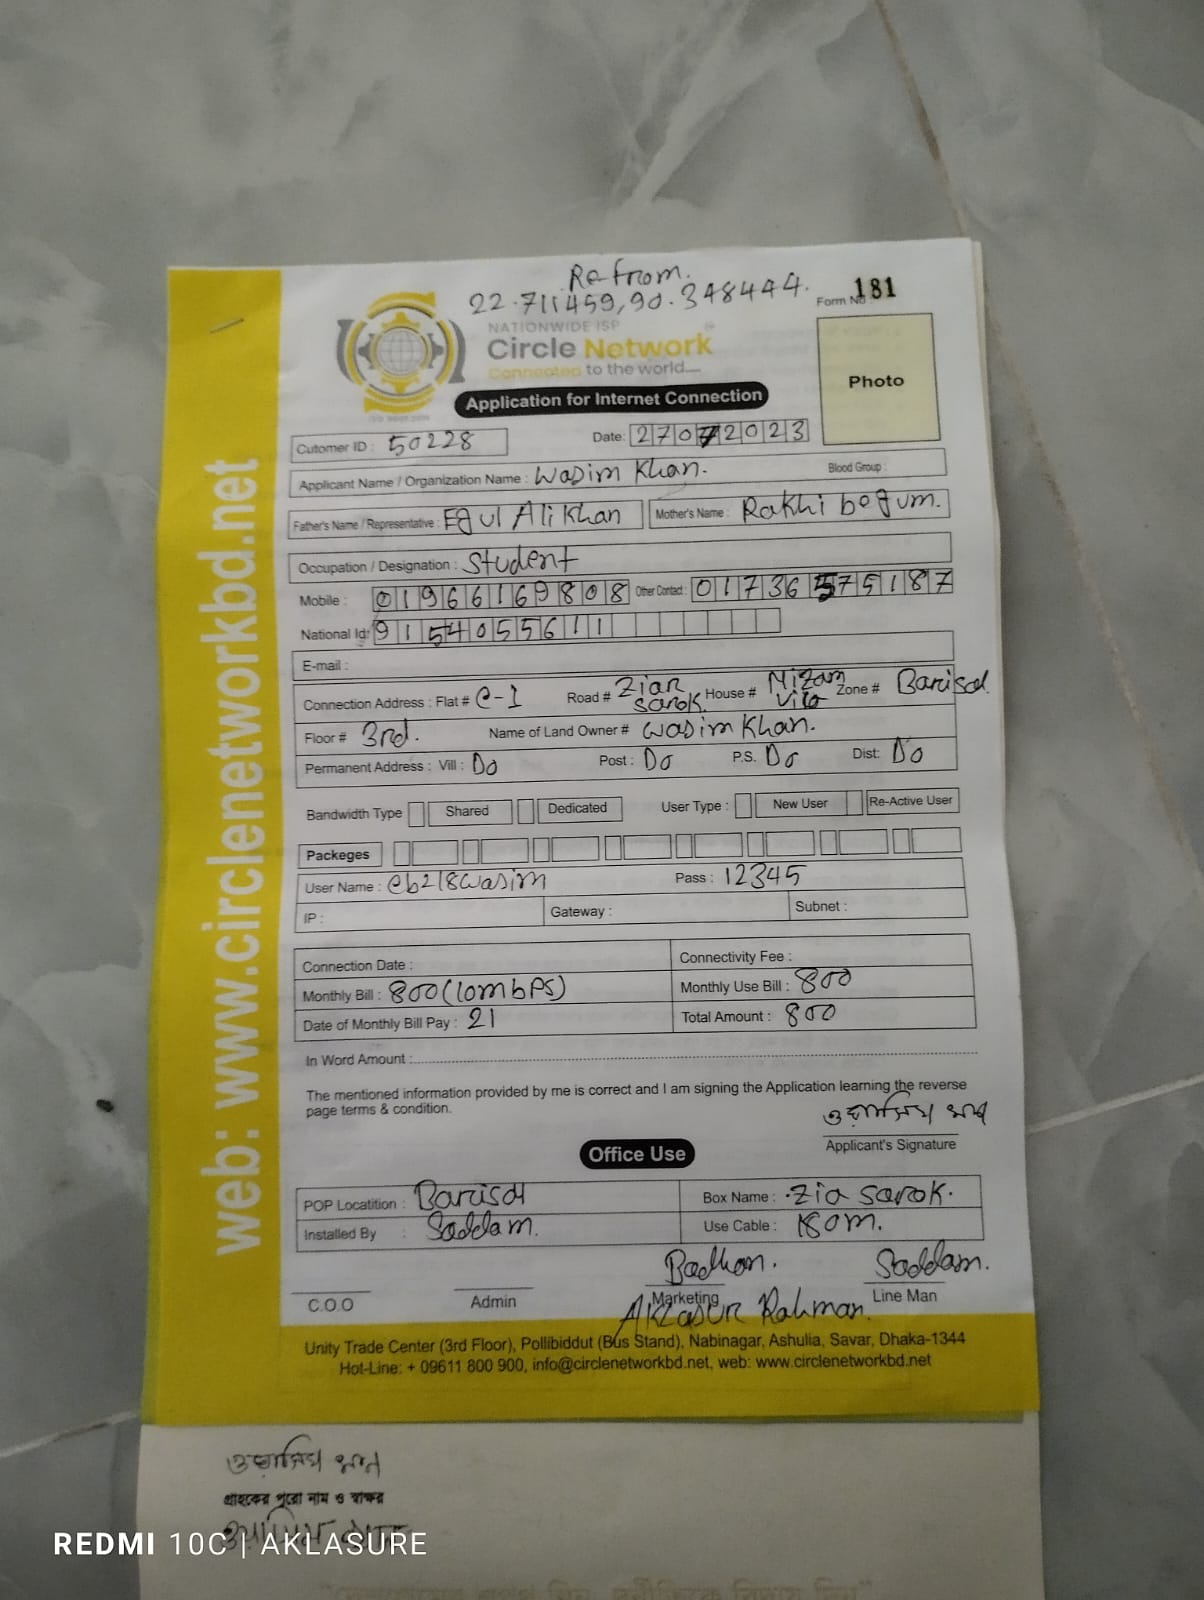 Re from.
22.711459,90.348444.
Form No 181
NATIONWIDE ISP
Circle Network
Connected to the world...
Photo
Application for Internet Connection
Cutomer ID : 50228 Date: 27072023
Applicant Name / Organization Name : Wasim Khan. Blood Group :
Father's Name / Representative : Ali Khan Mother's Name : Rakhi begum.
Occupation / Designation : Student
Mobile : 01966169808 Other Contact : 01736575187
National Id: 9154055611
E-mail :
Connection Address : Flat # C-1 Road # Ziar sarok. House # Mizan Vila Zone # Barisal
Floor # 3rd. Name of Land Owner # Wasim Khan.
Permanent Address : Vill : Do Post : Do P.S. Do Dist: Do
Bandwidth Type Shared Dedicated User Type : New User Re-Active User
Packeges
User Name : cb218wasim Pass : 12345
IP : Gateway : Subnet :
Connection Date : Connectivity Fee :
Monthly Bill : 800(10mbps) Monthly Use Bill : 800
Date of Monthly Bill Pay : 21 Total Amount : 800
In Word Amount :
The mentioned information provided by me is correct and I am signing the Application learning the reverse
page terms & condition.
ওয়াসিম খান
Applicant's Signature
Office Use
POP Locatition : Barisal Box Name : Zia sarok.
Installed By : Saddam. Use Cable : 180m.
Badhon. Saddam.
C.O.O Admin Marketing Line Man
Aklasur Rahman
Unity Trade Center (3rd Floor), Pollibiddut (Bus Stand), Nabinagar, Ashulia, Savar, Dhaka-1344
Hot-Line: + 09611 800 900, info@circlenetworkbd.net, web: www.circlenetworkbd.net
web: www.circlenetworkbd.net
ওয়াসিম খান
গ্রাহকের পুরো নাম ও স্বাক্ষর
REDMI 10C | AKLASURE